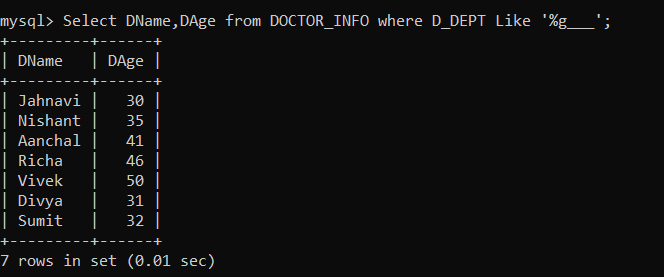 mysql> Select DName,DAge from DOCTOR_INFO where D_DEPT Like '%g___';
+---------+------+
| DName   | DAge |
+---------+------+
| Jahnavi |   30 |
| Nishant |   35 |
| Aanchal |   41 |
| Richa   |   46 |
| Vivek   |   50 |
| Divya   |   31 |
| Sumit   |   32 |
+---------+------+
7 rows in set (0.01 sec)